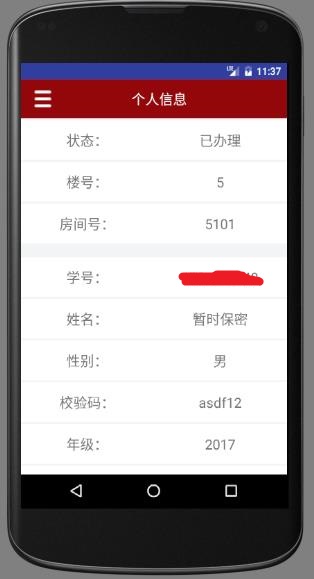 LTE 11:37
个人信息
状态： 已办理
楼号： 5
房间号： 5101
学号：
姓名： 暂时保密
性别： 男
校验码： asdf12
年级： 2017